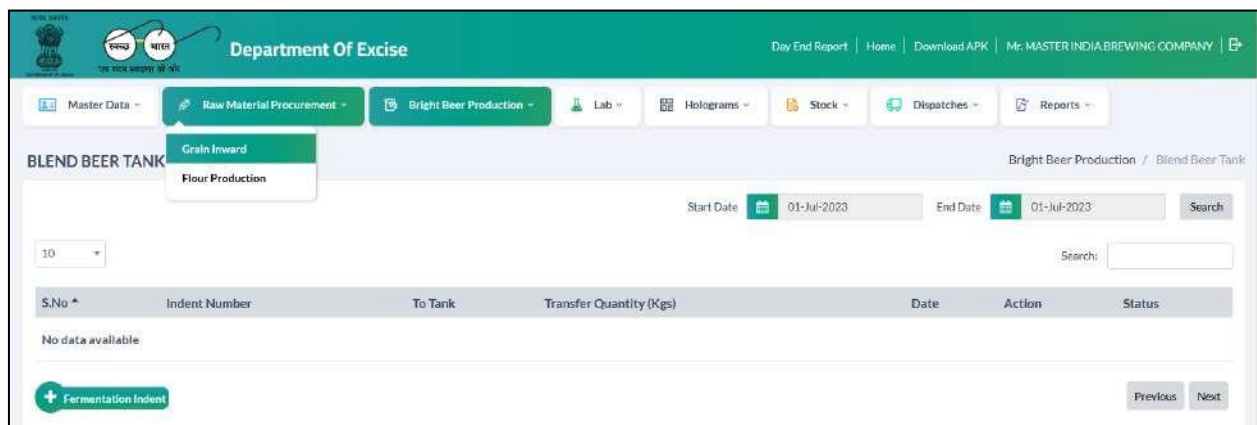 स्वच्छ भारत
Department Of Excise
Day End Report | Home | Download APK | Mr. MASTER INDIA BREWING COMPANY
Master Data
Raw Material Procurement
Bright Beer Production
Lab
Holograms
Stock
Dispatches
Reports
Grain Inward
Flour Production
BLEND BEER TANK
Bright Beer Production / Blend Beer Tank
Start Date 01-Jul-2023 End Date 01-Jul-2023 Search
10 Search:
S.No Indent Number To Tank Transfer Quantity (Kgs) Date Action Status
No data available
+ Fermentation Indent
Previous Next